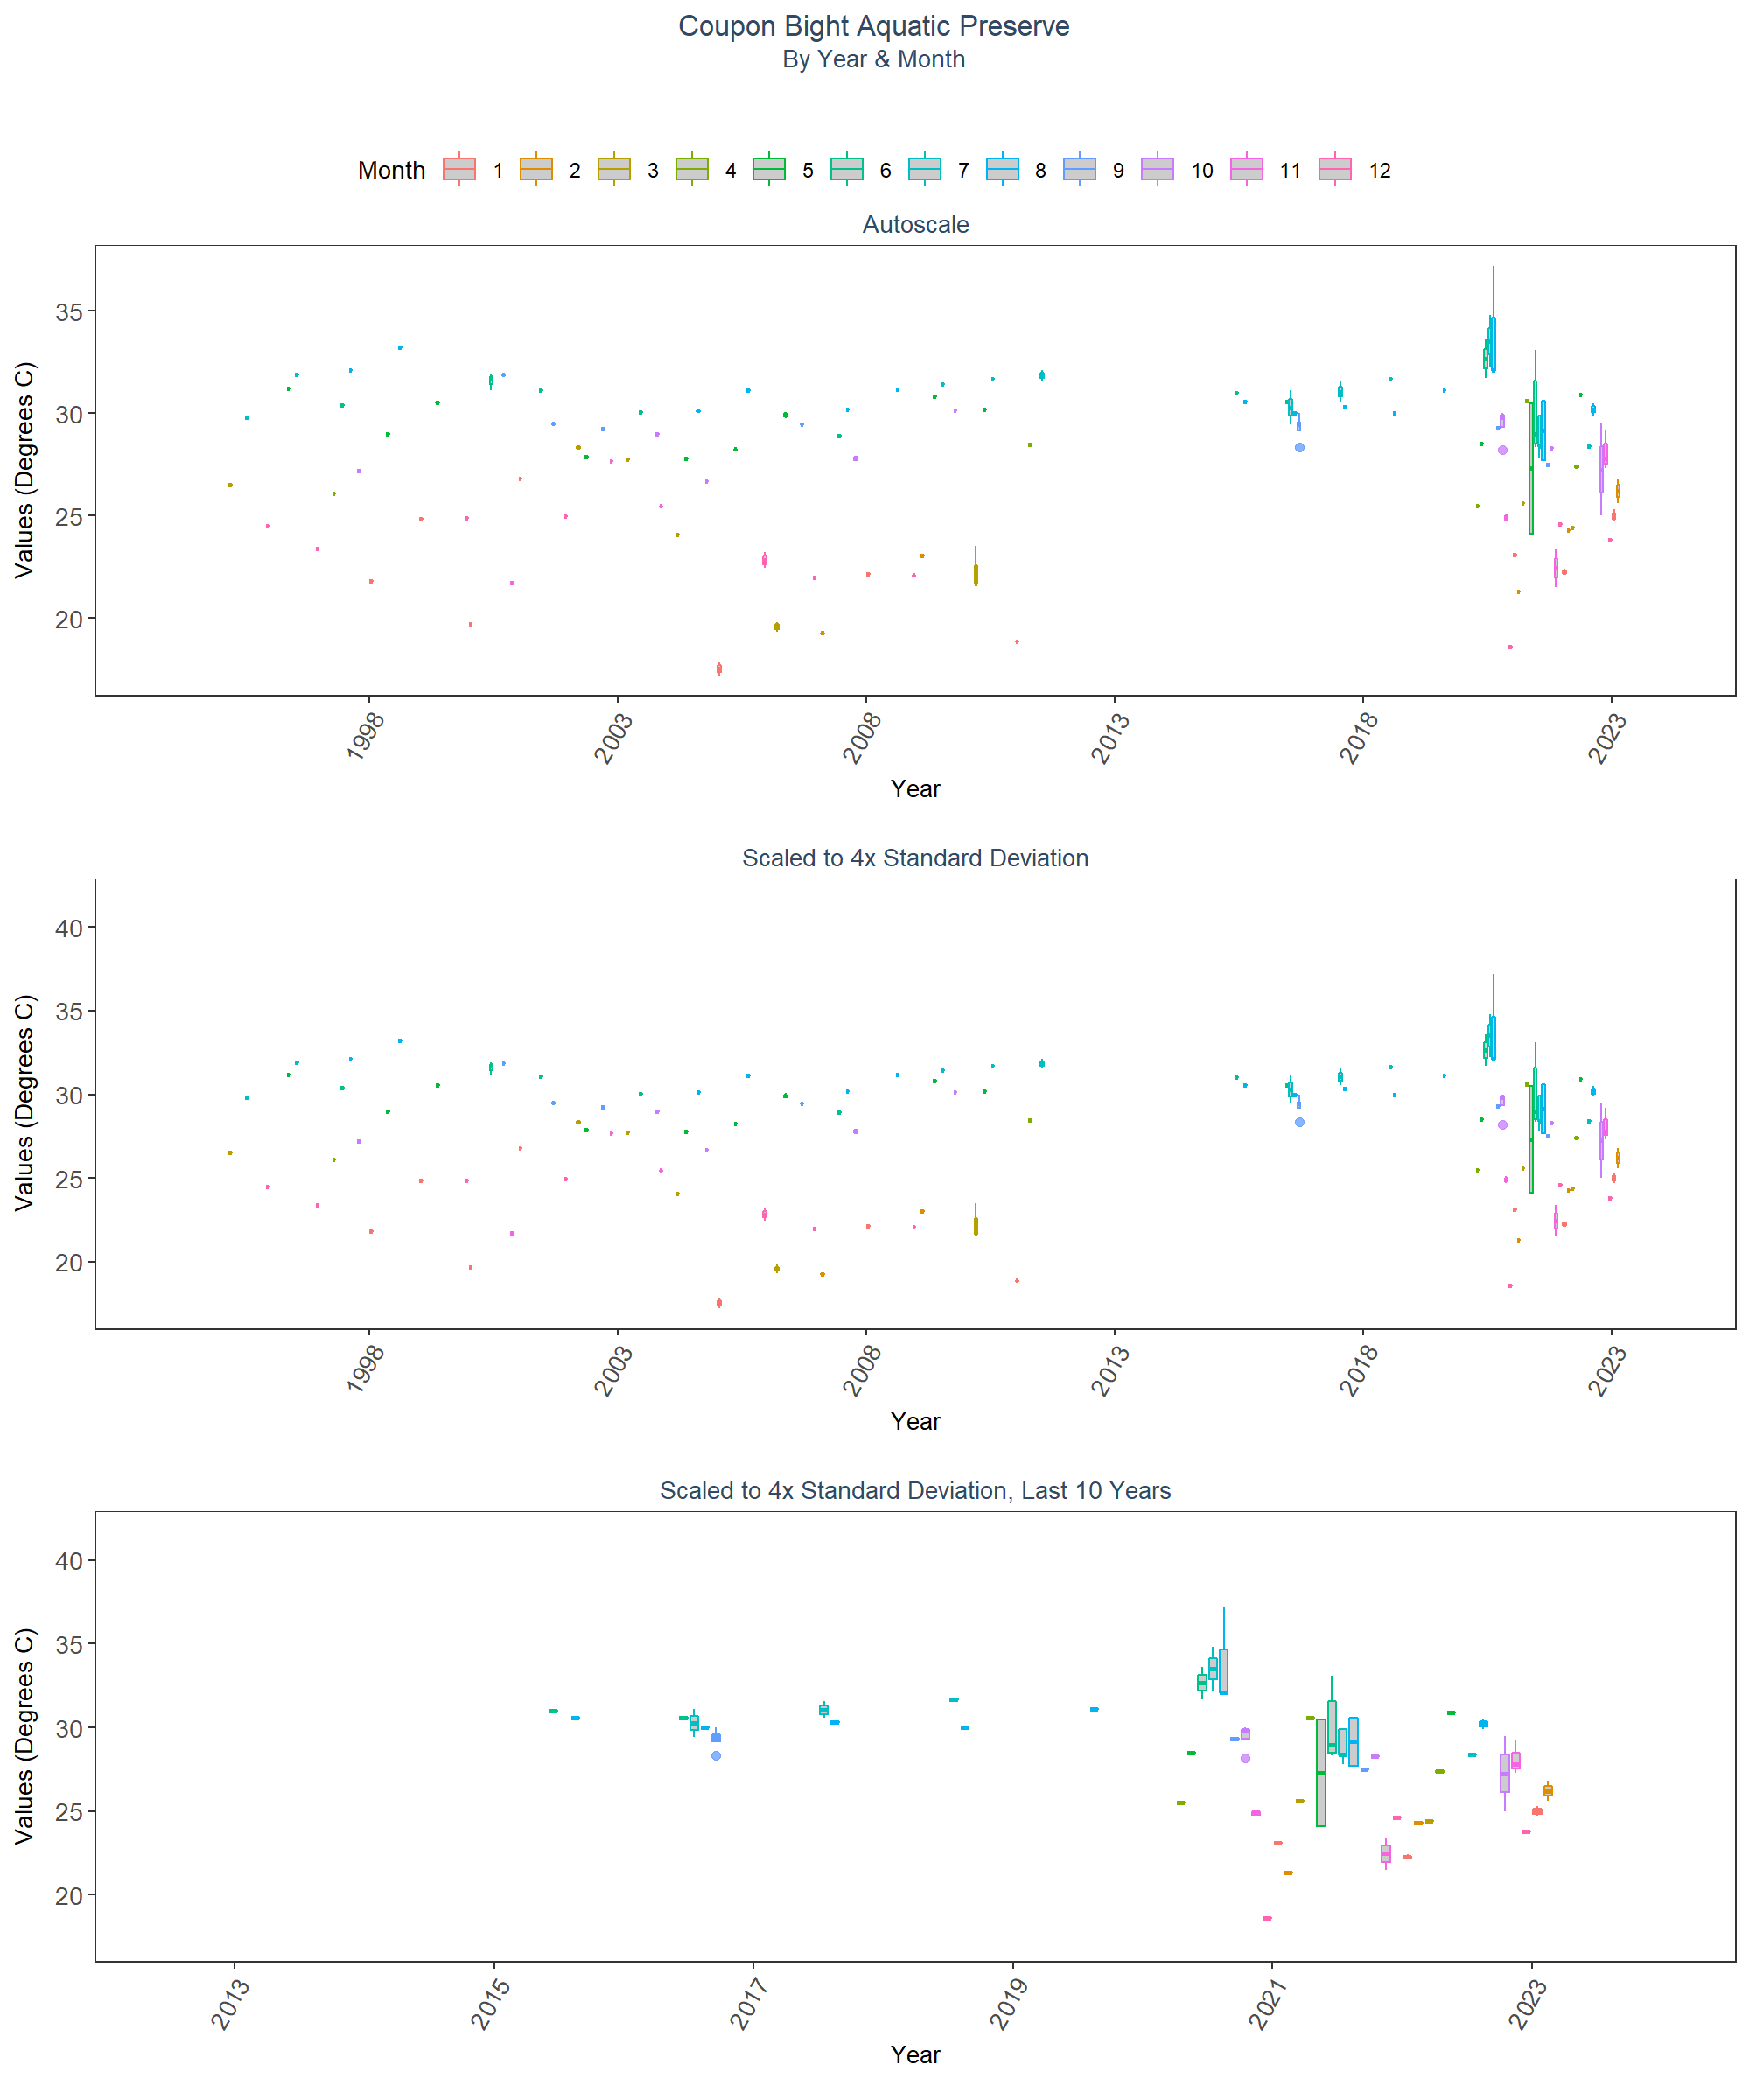 Coupon Bight Aquatic Preserve
By Year & Month
Month 1 2 3 4 5 6 7 8 9 10 11 12
Autoscale
Values (Degrees C)
35
30
25
20
1998 2003 2008 2013 2018 2023
Year
Scaled to 4x Standard Deviation
Values (Degrees C)
40
35
30
25
20
1998 2003 2008 2013 2018 2023
Year
Scaled to 4x Standard Deviation, Last 10 Years
Values (Degrees C)
40
35
30
25
20
2013 2015 2017 2019 2021 2023
Year